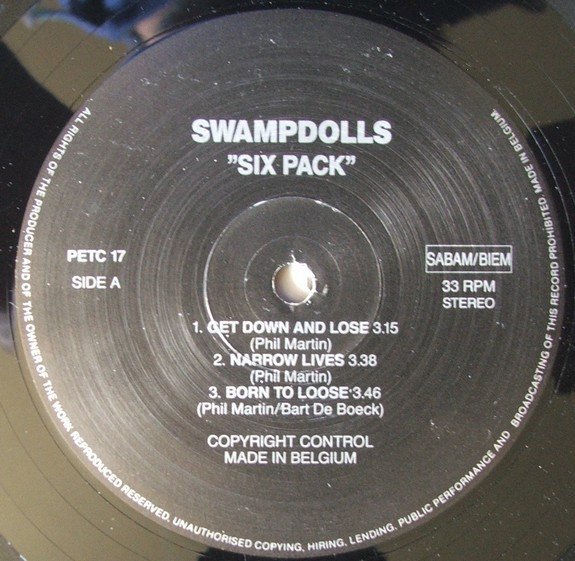 SWAMPDOLLS
"SIX PACK"
PETC 17
SIDE A
SABAM/BIEM
33 RPM
STEREO
1. GET DOWN AND LOSE 3.15
(Phil Martin)
2. NARROW LIVES 3.38
(Phil Martin)
3. BORN TO LOOSE 3.46
(Phil Martin/Bart De Boeck)
COPYRIGHT CONTROL
MADE IN BELGIUM
ALL RIGHTS OF THE PRODUCER AND OF THE OWNER OF THE WORK REPRODUCED RESERVED. UNAUTHORISED COPYING, HIRING, LENDING, PUBLIC PERFORMANCE AND BROADCASTING OF THIS RECORD PROHIBITED. MADE IN BELGIUM.